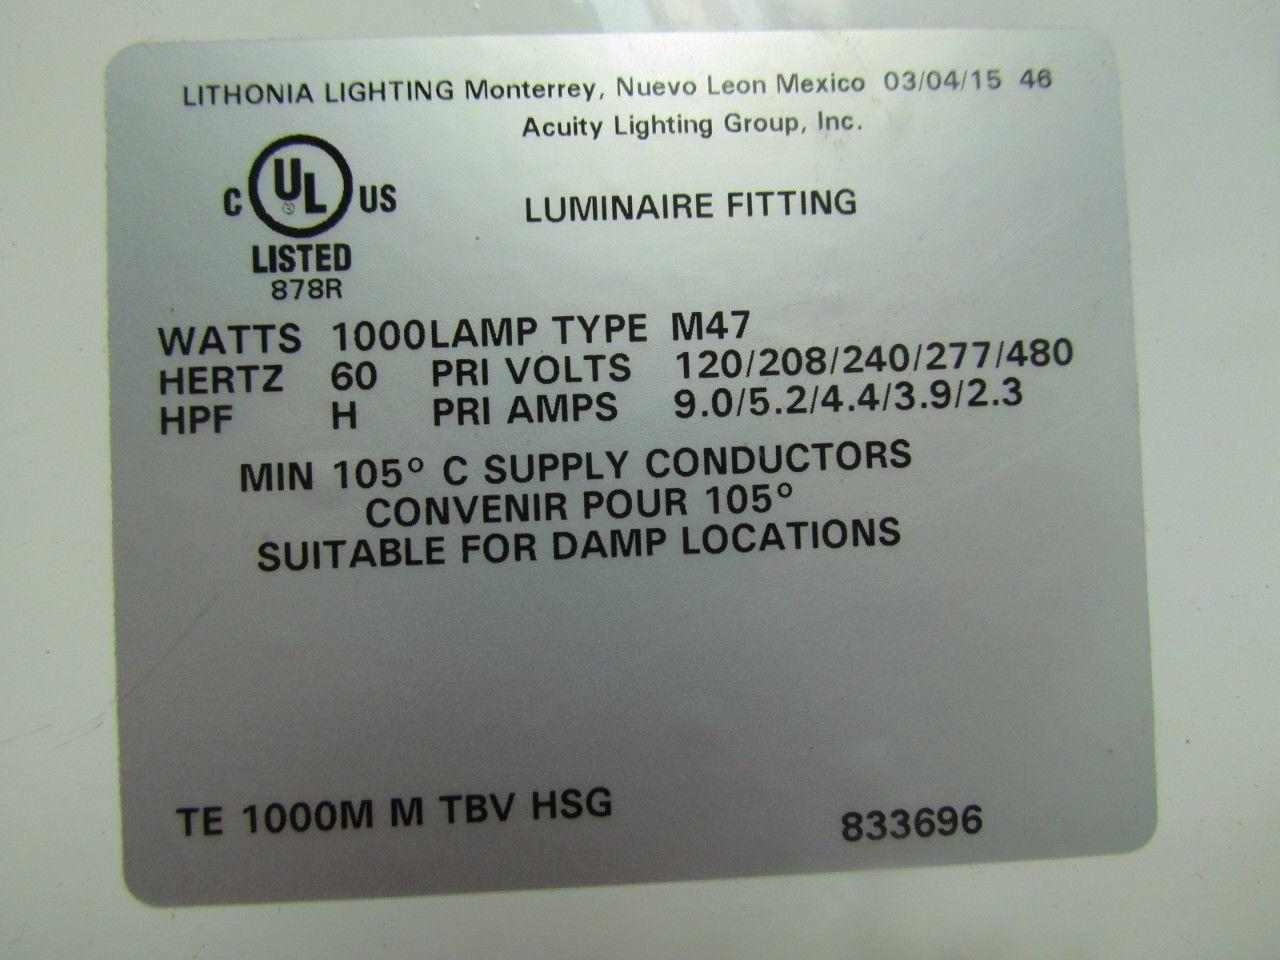 LITHONIA LIGHTING Monterrey, Nuevo Leon Mexico 03/04/15 46
Acuity Lighting Group, Inc.
C UL US
LISTED
878R
LUMINAIRE FITTING
WATTS 1000 LAMP TYPE M47
HERTZ 60 PRI VOLTS 120/208/240/277/480
HPF H PRI AMPS 9.0/5.2/4.4/3.9/2.3
MIN 105° C SUPPLY CONDUCTORS
CONVENIR POUR 105°
SUITABLE FOR DAMP LOCATIONS
TE 1000M M TBV HSG 833696